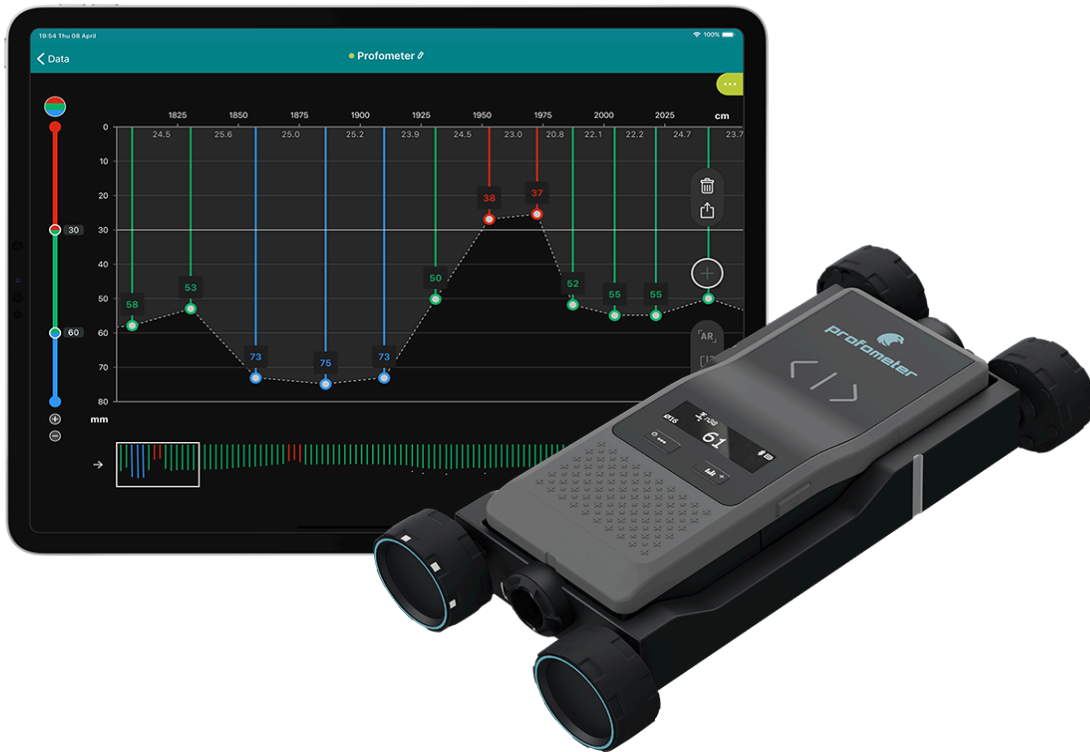 19:54 Thu 08 April
100%
Data
Profometer
1825 1850 1875 1900 1925 1950 1975 2000 2025 cm
0 24.5 25.6 25.0 25.2 23.9 24.5 23.0 20.8 22.1 22.2 24.7 23.7
10
20
38 37
30 30
40
50 52
50
53
58 55 55
60 60
70
73 75 73
80
mm
AR
profometer
Ø16
61